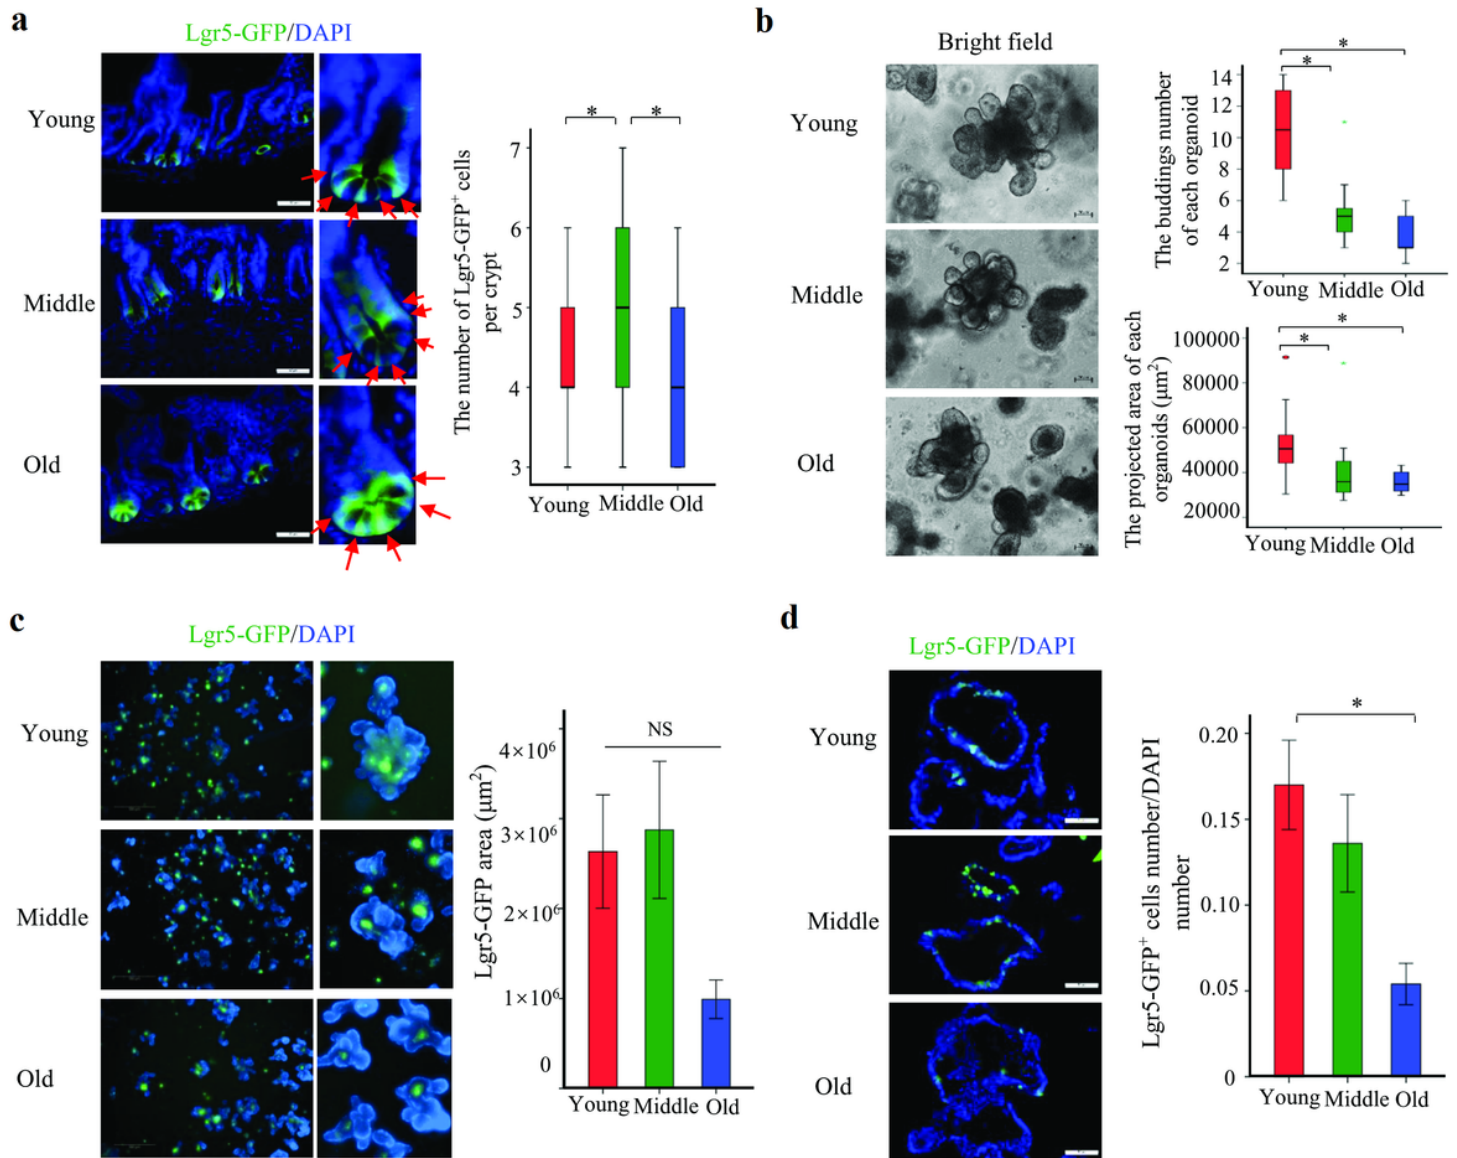 a
Lgr5-GFP/DAPI
Young
Middle
Old
The number of Lgr5-GFP+ cells
per crypt
7
6
5
4
3
*
*
Young Middle Old
b
Bright field
Young
Middle
Old
The buddings number
of each organoid
14
12
10
8
6
4
2
*
*
Young Middle Old
The projected area of each
organoids (μm²)
100000
80000
60000
40000
20000
*
*
Young Middle Old
c
Lgr5-GFP/DAPI
Young
Middle
Old
Lgr5-GFP area (μm²)
4×10⁶
3×10⁶
2×10⁶
1×10⁶
0
NS
Young Middle Old
d
Lgr5-GFP/DAPI
Young
Middle
Old
Lgr5-GFP+ cells number/DAPI
number
0.20
0.15
0.10
0.05
0
*
Young Middle Old